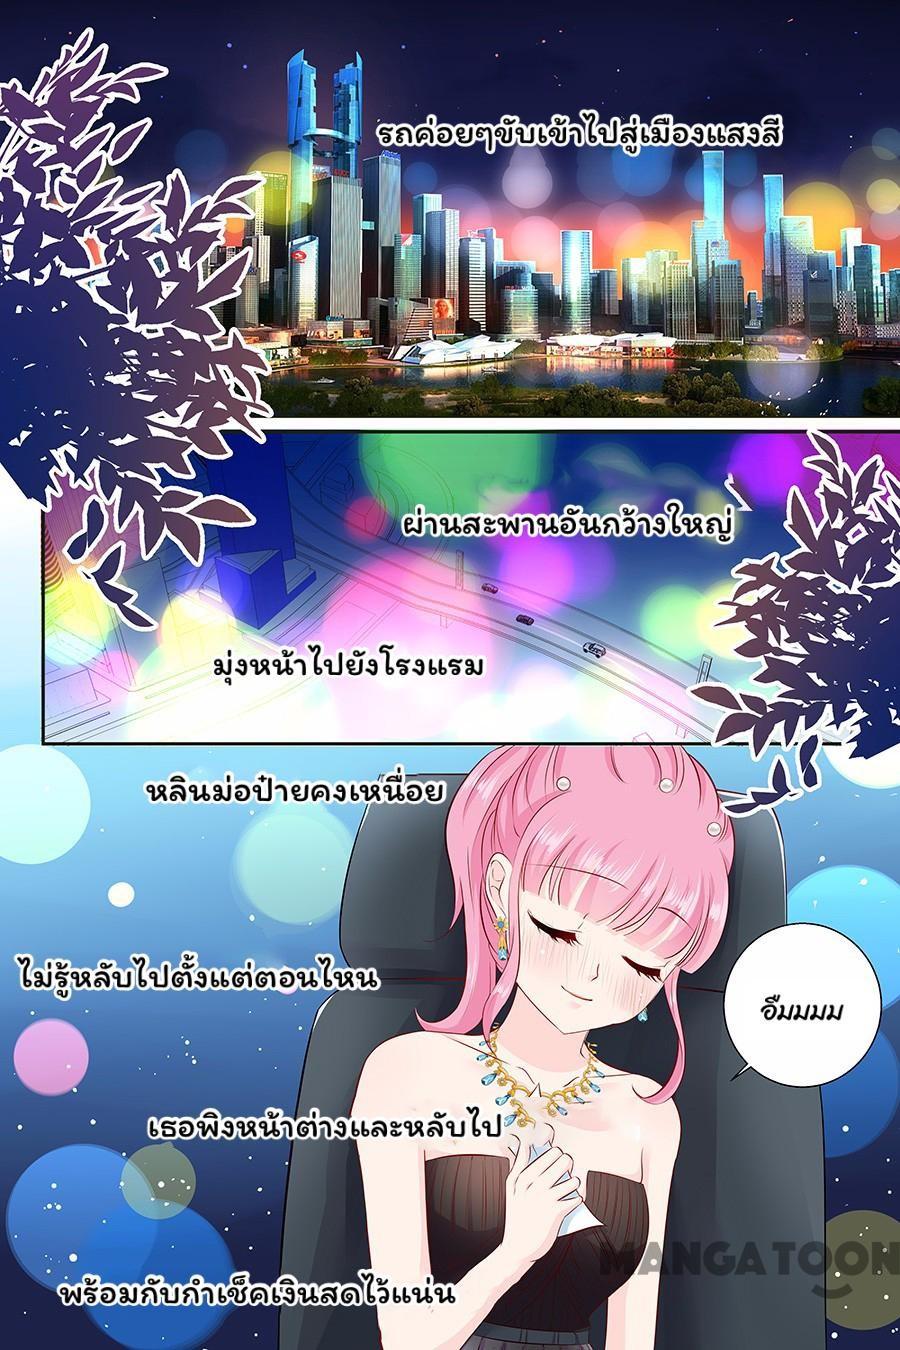 รถค่อยๆขับเข้าไปสู่เมืองแสงสี
ผ่านสะพานอันกว้างใหญ่
มุ่งหน้าไปยังโรงแรม
หลินม่อป๋ายคงเหนื่อย
ไม่รู้หลับไปตั้งแต่ตอนไหน
อืมมมม
เธอพิงหน้าต่างและหลับไป
MANGATOON
พร้อมกับกำเช็คเงินสดไว้แน่น